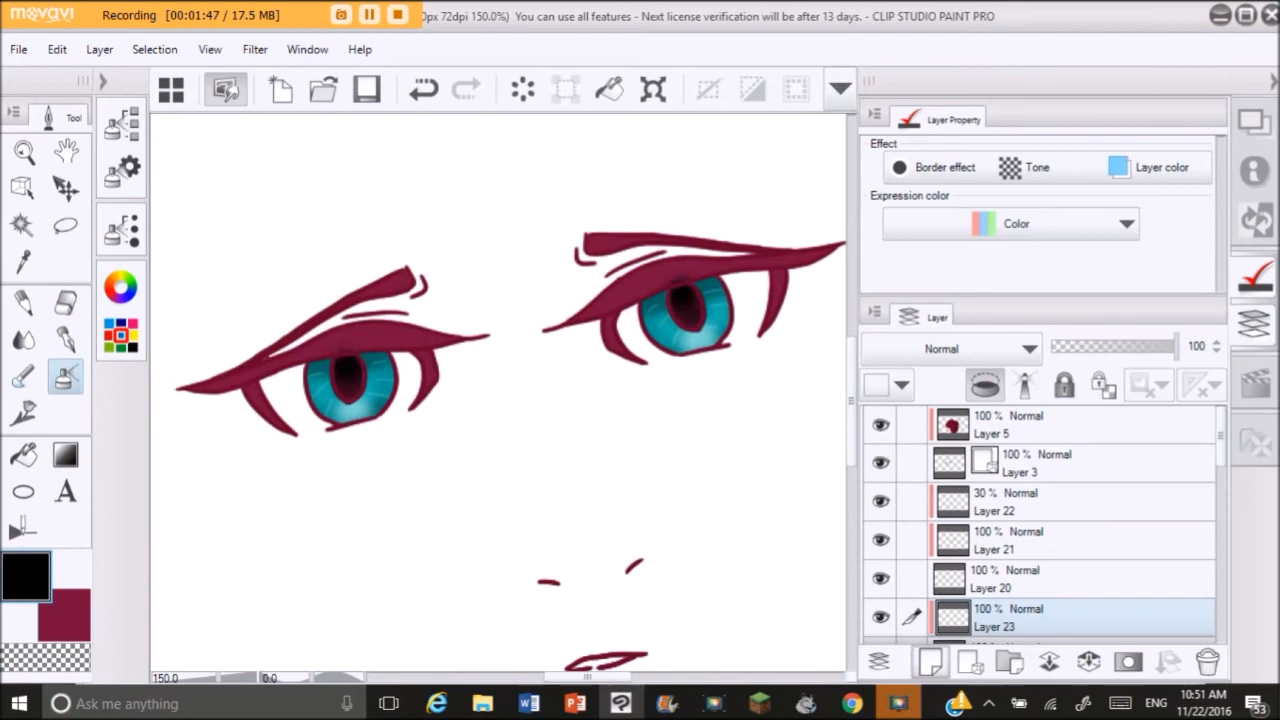 movavi
Recording [00:01:47 / 17.5 MB]
0px 72dpi 150.0%) You can use all features - Next license verification will be after 13 days. - CLIP STUDIO PAINT PRO
File Edit Layer Selection View Filter Window Help
Tool
Layer Property
Effect
Border effect Tone Layer color
Expression color
Color
Layer
Normal 100
100 % Normal
Layer 5
100 % Normal
Layer 3
30 % Normal
Layer 22
100 % Normal
Layer 21
100 % Normal
Layer 20
100 % Normal
Layer 23
A
150.0 0.0
Ask me anything
ENG
10:51 AM
11/22/2016
53